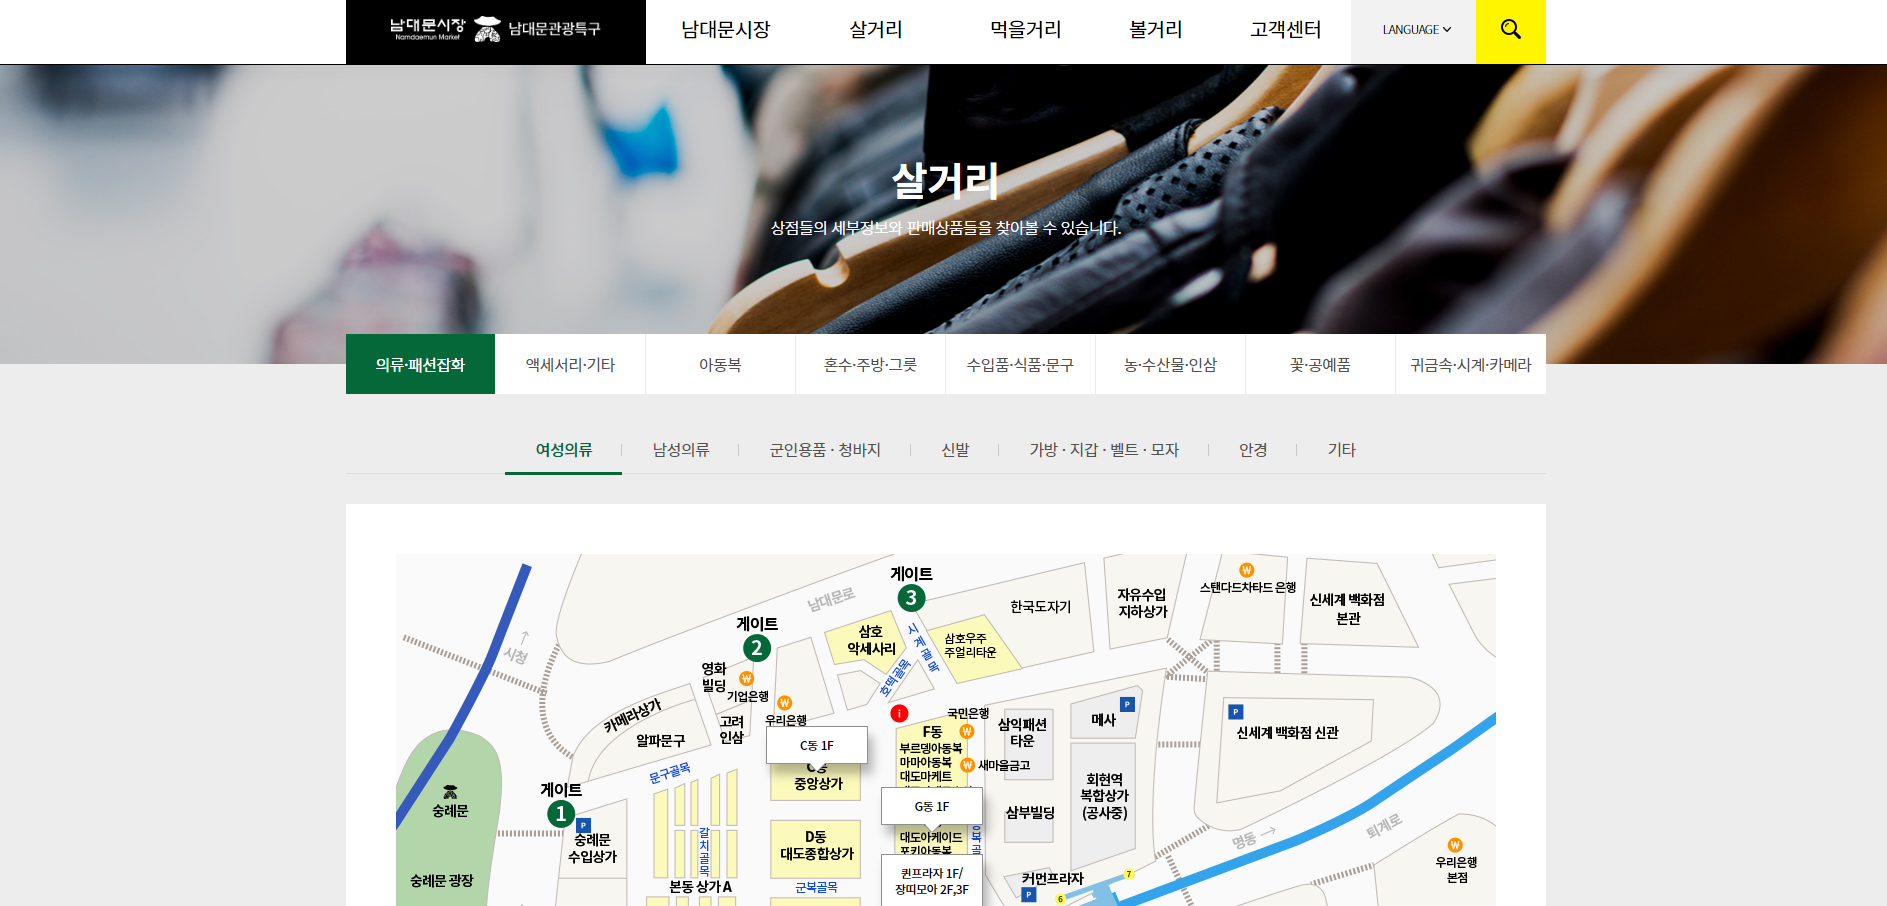 남대문시장
Namdaemun Market
남대문관광특구
남대문시장
살거리
먹을거리
볼거리
고객센터
LANGUAGE
살거리
상점들의 세부정보와 판매상품들을 찾아볼 수 있습니다.
의류·패션잡화
액세서리·기타
아동복
혼수·주방·그릇
수입품·식품·문구
농·수산물·인삼
꽃·공예품
귀금속·시계·카메라
여성의류
남성의류
군인용품 · 청바지
신발
가방 · 지갑 · 벨트 · 모자
안경
기타
게이트
3
남대문로
시청
게이트
2
삼호
악세사리
시계골목
호떡골목
삼호우주
주얼리타운
한국도자기
자유수입
지하상가
스탠다드차타드 은행
신세계 백화점
본관
영화
빌딩
기업은행
우리은행
고려
인삼
카메라상가
알파문구
문구골목
국민은행
삼익패션
타운
메사
P
P
신세계 백화점 신관
C동 1F
중앙상가
F동
부르뎅아동복
마마아동복
대도마케트
새마을금고
G동 1F
대도아케이드
포키아동복
퀸프라자 1F/
장띠모아 2F,3F
회현역
복합상가
(공사중)
삼부빌딩
커먼프라자
P
7
6
명동
퇴계로
우리은행
본점
숭례문
숭례문 광장
게이트
1
P
숭례문
수입상가
갈치골목
본동 상가 A
D동
대도종합상가
군복골목